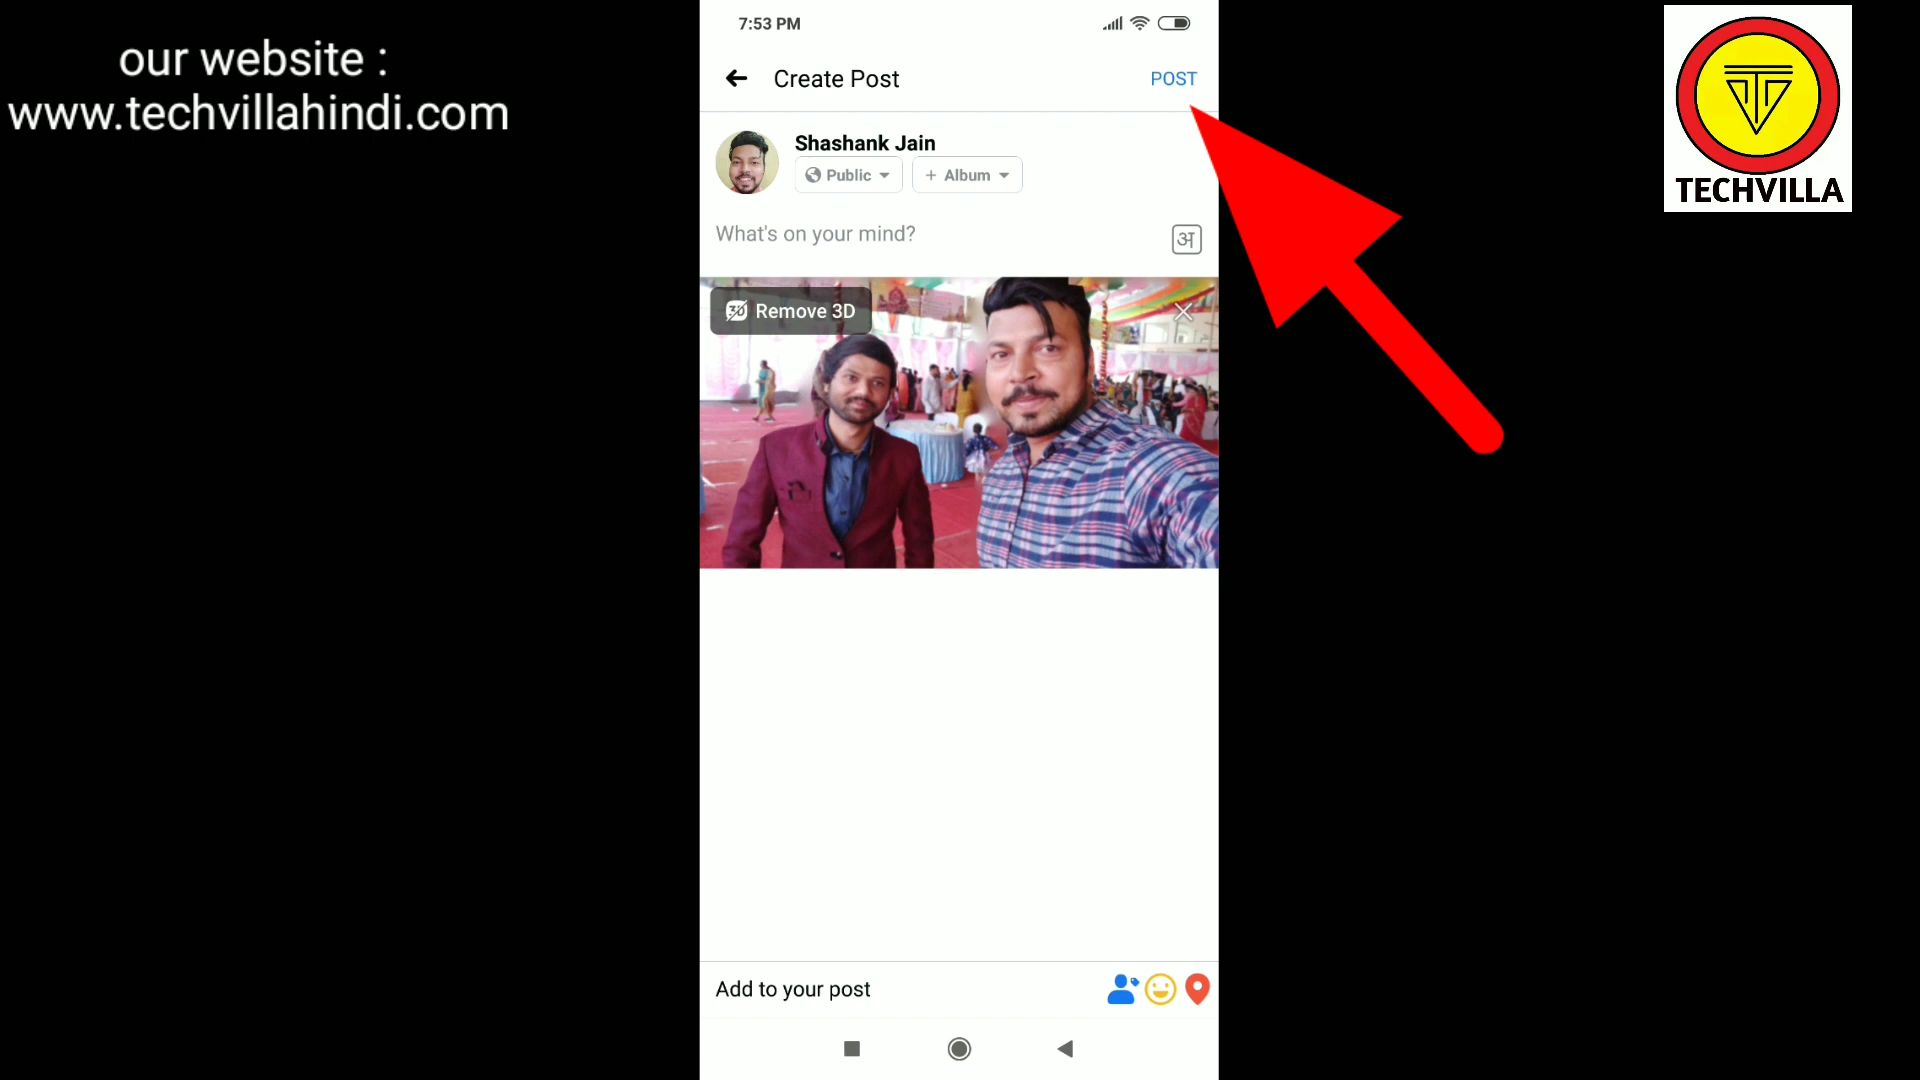 our website :
www.techvillahindi.com
7:53 PM
Create Post
POST
Shashank Jain
Public
+ Album
What's on your mind?
अ
3D Remove 3D
Add to your post
TECHVILLA